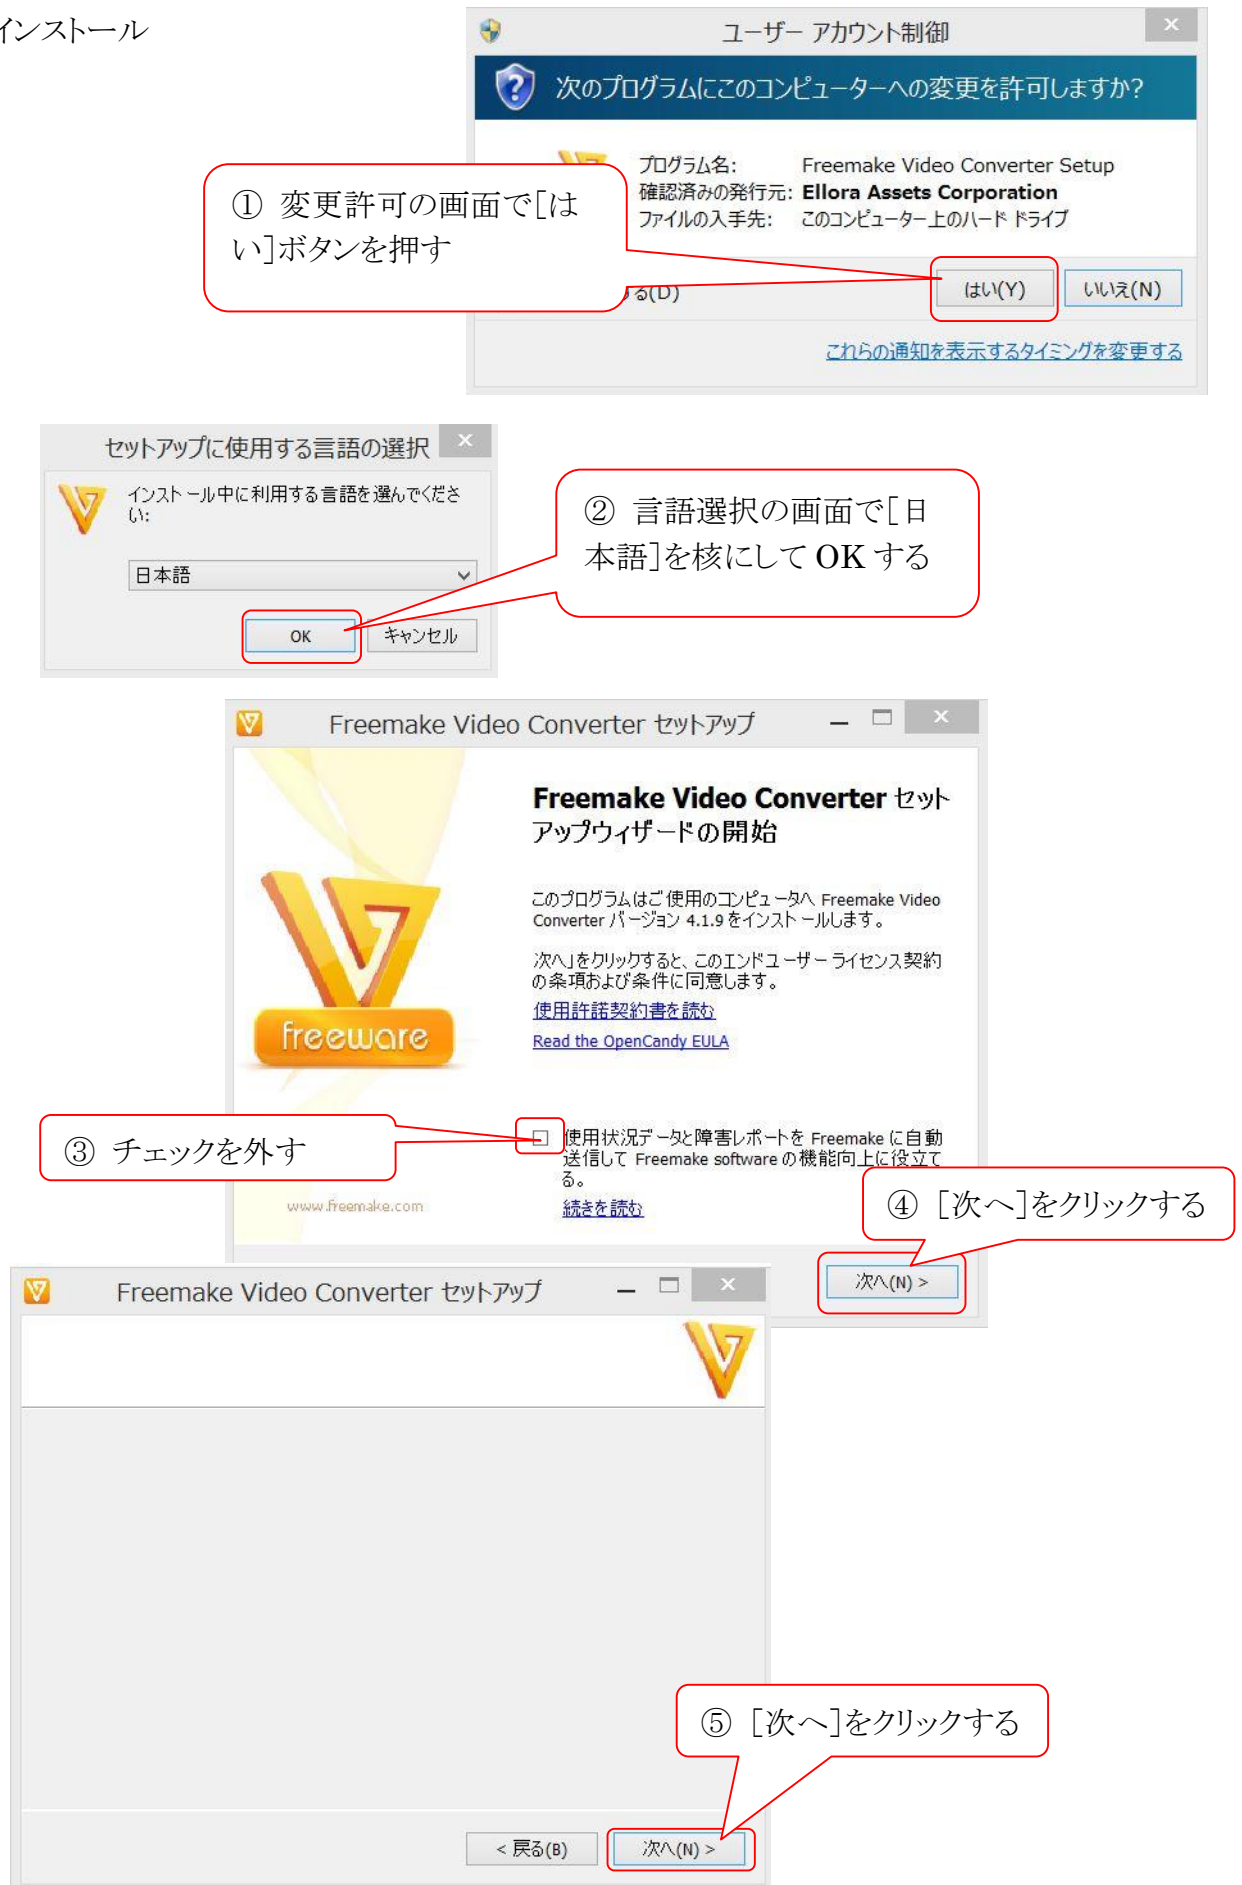 インストール
ユーザー アカウント制御
次のプログラムにこのコンピューターへの変更を許可しますか?
プログラム名: Freemake Video Converter Setup
確認済みの発行元: Ellora Assets Corporation
ファイルの入手先: このコンピューター上のハード ドライブ
① 変更許可の画面で[は
い]ボタンを押す
る(D)
はい(Y)
いいえ(N)
これらの通知を表示するタイミングを変更する
セットアップに使用する言語の選択
インストール中に利用する言語を選んでくださ
い:
日本語
OK
キャンセル
② 言語選択の画面で[日
本語]を核にして OK する
Freemake Video Converter セットアップ
Freemake Video Converter セット
アップウィザードの開始
このプログラムはご使用のコンピュータへ Freemake Video
Converter バージョン 4.1.9 をインストールします。
次へ」をクリックすると、このエンドユーザー ライセンス契約
の条項および条件に同意します。
使用許諾契約書を読む
Read the OpenCandy EULA
freeware
③ チェックを外す
使用状況データと障害レポートを Freemake に自動
送信して Freemake software の機能向上に役立て
る。
続きを読む
www.freemake.com
④ [次へ]をクリックする
次へ(N) >
Freemake Video Converter セットアップ
⑤ [次へ]をクリックする
< 戻る(B)
次へ(N) >